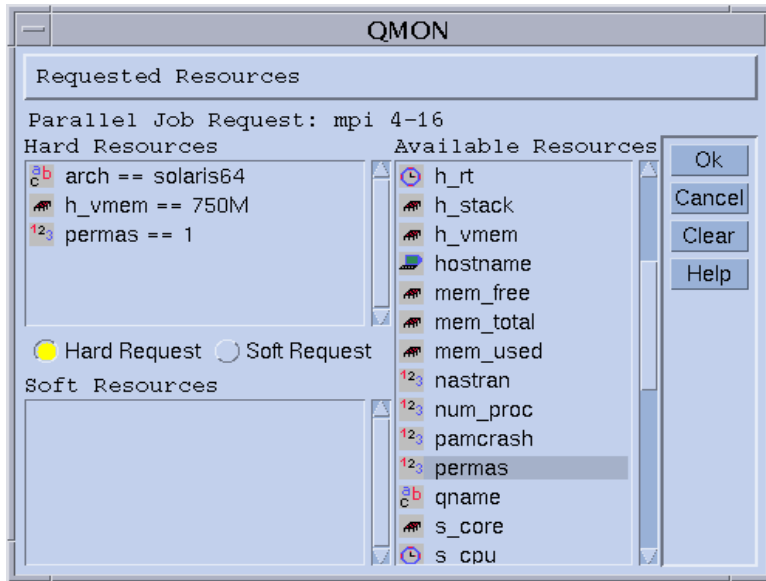 QMON
Requested Resources
Parallel Job Request: mpi 4-16
Hard Resources
arch == solaris64
h_vmem == 750M
permas == 1
Hard Request Soft Request
Soft Resources
Available Resources
h_rt
h_stack
h_vmem
hostname
mem_free
mem_total
mem_used
nastran
num_proc
pamcrash
permas
qname
s_core
s_cpu
Ok
Cancel
Clear
Help